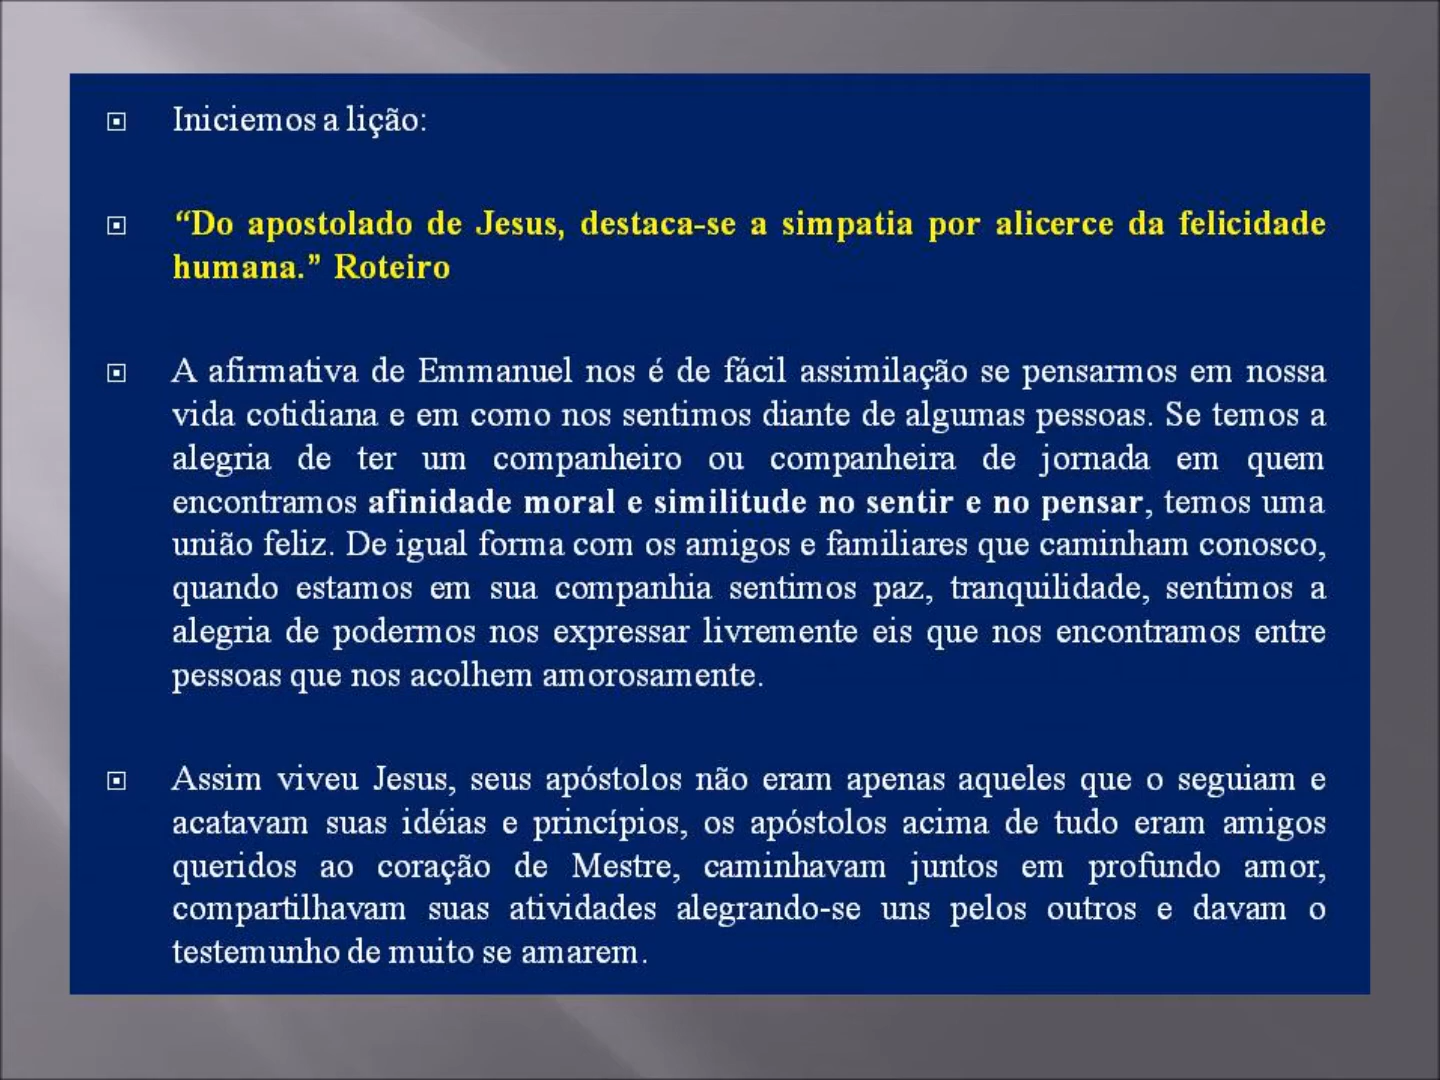 Iniciemos a lição:
“Do apostolado de Jesus, destaca-se a simpatia por alicerce da felicidade
humana.” Roteiro
A afirmativa de Emmanuel nos é de fácil assimilação se pensarmos em nossa
vida cotidiana e em como nos sentimos diante de algumas pessoas. Se temos a
alegria de ter um companheiro ou companheira de jornada em quem
encontramos afinidade moral e similitude no sentir e no pensar, temos uma
união feliz. De igual forma com os amigos e familiares que caminham conosco,
quando estamos em sua companhia sentimos paz, tranquilidade, sentimos a
alegria de podermos nos expressar livremente eis que nos encontramos entre
pessoas que nos acolhem amorosamente.
Assim viveu Jesus, seus apóstolos não eram apenas aqueles que o seguiam e
acatavam suas idéias e princípios, os apóstolos acima de tudo eram amigos
queridos ao coração de Mestre, caminhavam juntos em profundo amor,
compartilhavam suas atividades alegrando-se uns pelos outros e davam o
testemunho de muito se amarem.